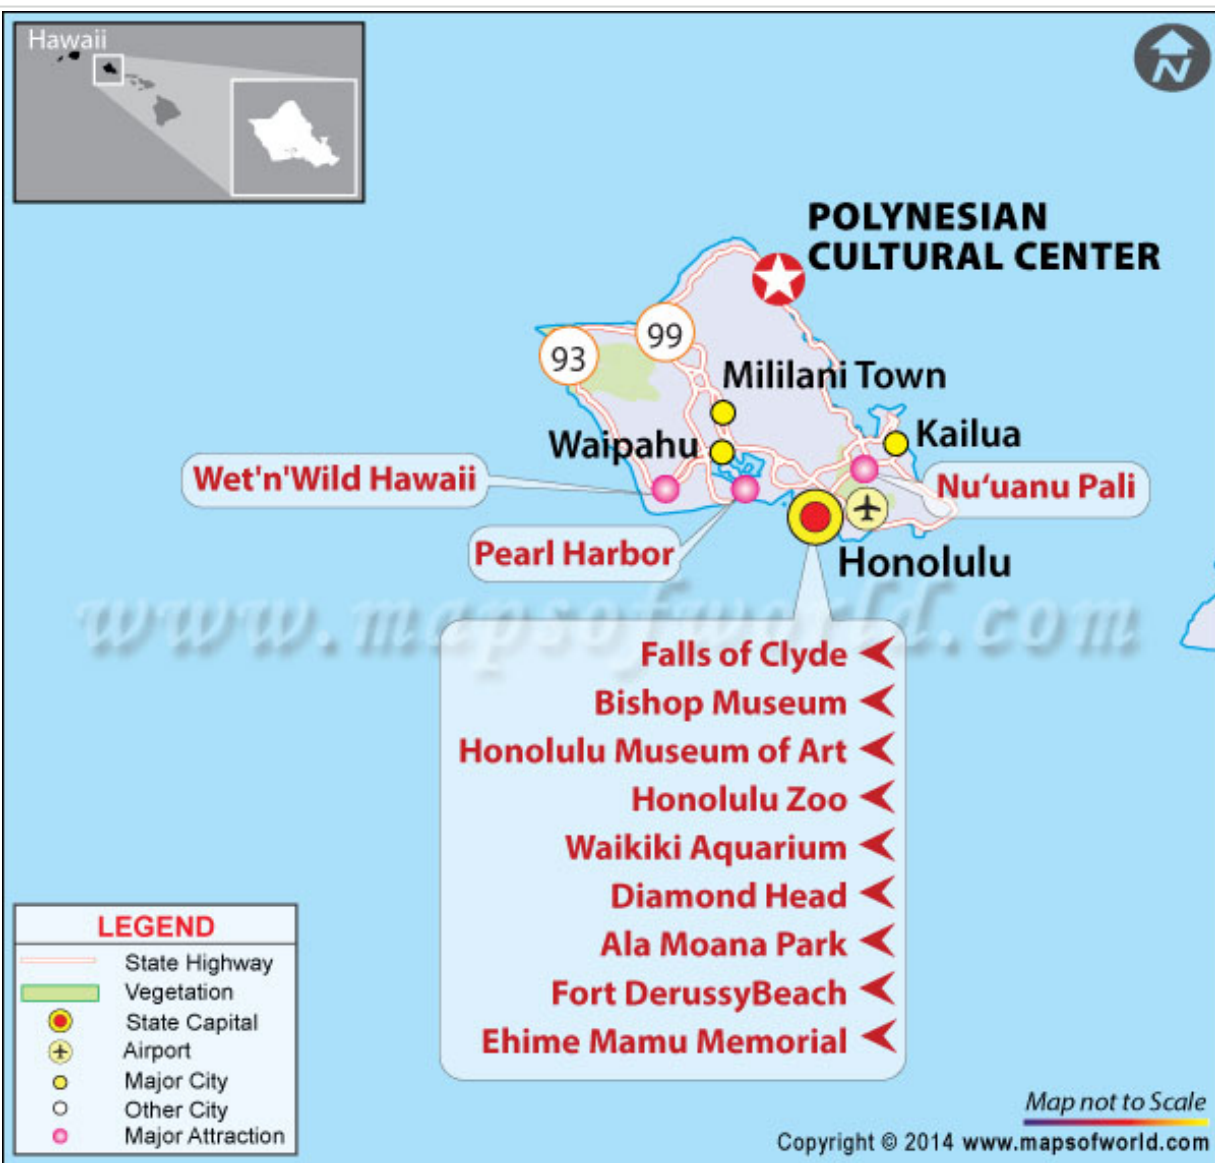 Hawaii
N
POLYNESIAN
CULTURAL CENTER
99
93
Mililani Town
Waipahu
Kailua
Wet'n'Wild Hawaii
Nu‘uanu Pali
Pearl Harbor
Honolulu
www.mapsofworld.com
Falls of Clyde
Bishop Museum
Honolulu Museum of Art
Honolulu Zoo
Waikiki Aquarium
Diamond Head
Ala Moana Park
Fort DerussyBeach
Ehime Mamu Memorial
LEGEND
State Highway
Vegetation
State Capital
Airport
Major City
Other City
Major Attraction
Map not to Scale
Copyright © 2014 www.mapsofworld.com